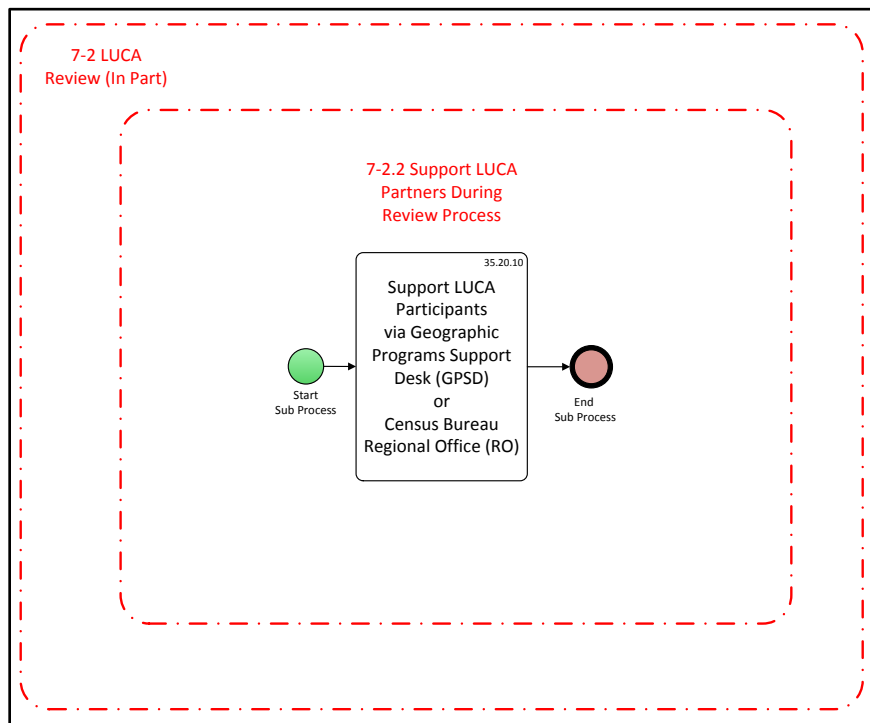 7-2 LUCA
Review (In Part)
7-2.2 Support LUCA
Partners During
Review Process
35.20.10
Support LUCA
Participants
via Geographic
Programs Support
Desk (GPSD)
or
Census Bureau
Regional Office (RO)
Start
Sub Process
End
Sub Process